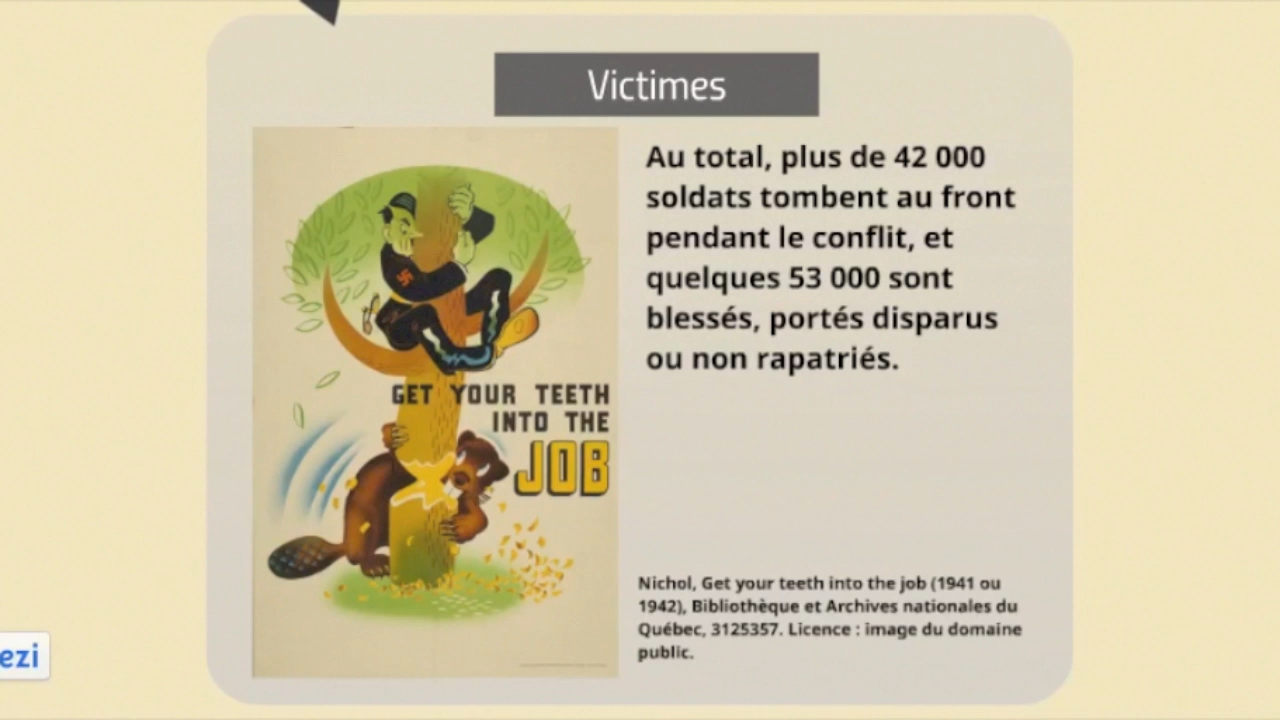 Victimes
Au total, plus de 42 000
soldats tombent au front
pendant le conflit, et
quelques 53 000 sont
blessés, portés disparus
ou non rapatriés.
GET YOUR TEETH
INTO THE
JOB
Nichol, Get your teeth into the job (1941 ou
1942), Bibliothèque et Archives nationales du
Québec, 3125357. Licence : image du domaine
public.
ezi